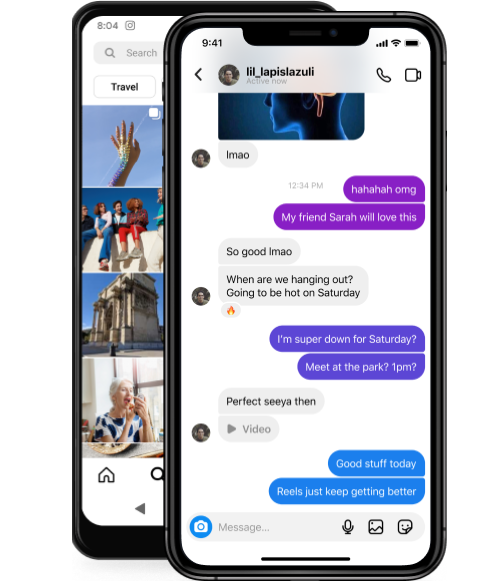 8:04
Search
Travel
9:41
lil_lapislazuli
Active now
lmao
12:34 PM
hahahah omg
My friend Sarah will love this
So good lmao
When are we hanging out?
Going to be hot on Saturday
I'm super down for Saturday?
Meet at the park? 1pm?
Perfect seeya then
Video
Good stuff today
Reels just keep getting better
Message...